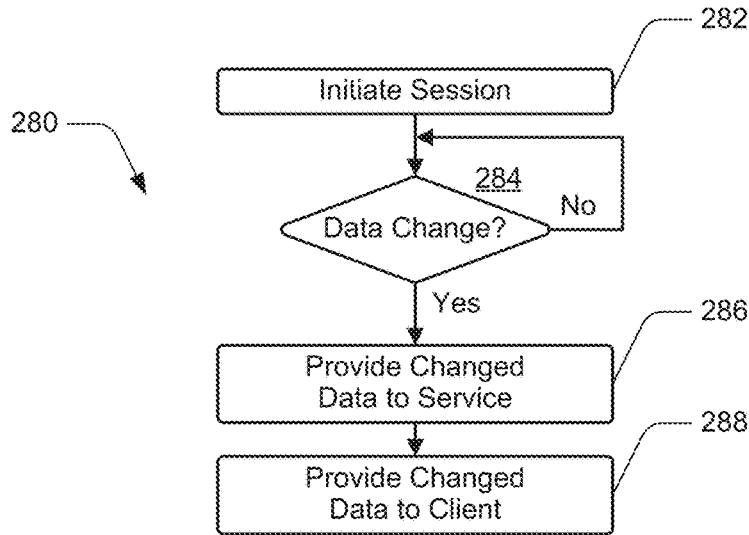 282
Initiate Session
280
284
No
Data Change?
Yes
286
Provide Changed
Data to Service
288
Provide Changed
Data to Client